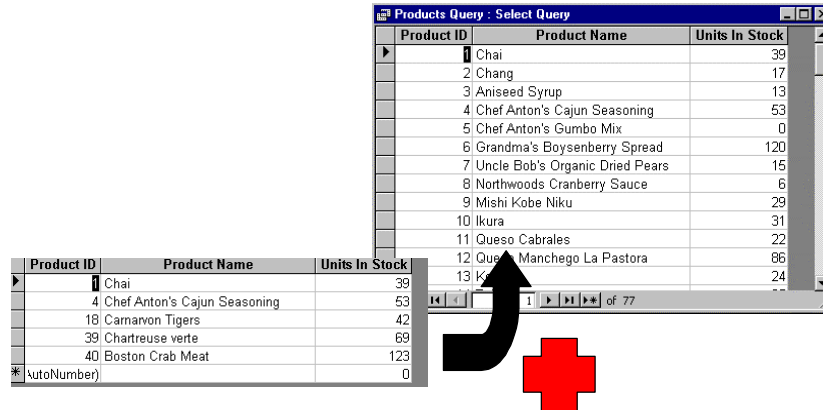 Products Query : Select Query
Product ID Product Name Units In Stock
1 Chai 39
2 Chang 17
3 Aniseed Syrup 13
4 Chef Anton's Cajun Seasoning 53
5 Chef Anton's Gumbo Mix 0
6 Grandma's Boysenberry Spread 120
7 Uncle Bob's Organic Dried Pears 15
8 Northwoods Cranberry Sauce 6
9 Mishi Kobe Niku 29
10 Ikura 31
11 Queso Cabrales 22
12 Manchego La Pastora 86
13 24
1 of 77
Product ID Product Name Units In Stock
1 Chai 39
4 Chef Anton's Cajun Seasoning 53
18 Carnarvon Tigers 42
39 Chartreuse verte 69
40 Boston Crab Meat 123
AutoNumber) 0